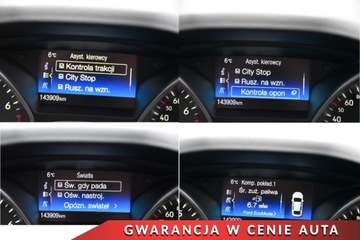 6°C
Asyst. kierowcy
Kontrola trakcji
City Stop
Rusz. na wzn.
143909km
6°C
Asyst. kierowcy
City Stop
Rusz. na wzn.
Kontrola opon
143909km
6°C
Światła
Św. gdy pada
Ośw. nastroj.
Opóźn. świateł
143909km
6°C
Komp. pokład.1
Śr. zuż. paliwa
6.7
Ford EcoMode
143909km
GWARANCJA W CENIE AUTA